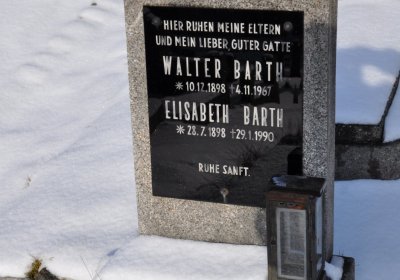 HIER RUHEN MEINE ELTERN
UND MEIN LIEBER, GUTER GATTE
WALTER BARTH
* 10.12.1898 +4.11.1967
ELISABETH BARTH
* 28.7.1898 +29.1.1990
RUHE SANFT.